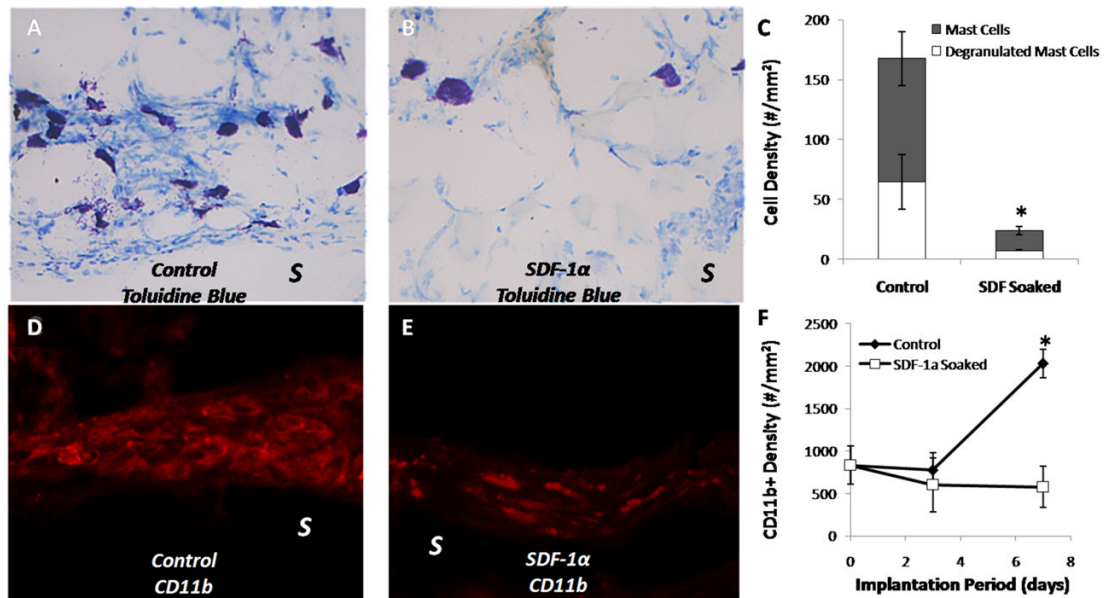 A
S
Control
Toluidine Blue
B
S
SDF-1α
Toluidine Blue
C
Cell Density (#/mm²)
200
150
100
50
0
Mast Cells
Degranulated Mast Cells
*
Control
SDF Soaked
D
S
Control
CD11b
E
S
SDF-1α
CD11b
F
CD11b+ Density (#/mm²)
2500
2000
1500
1000
500
0
Control
SDF-1a Soaked
*
0 2 4 6 8
Implantation Period (days)